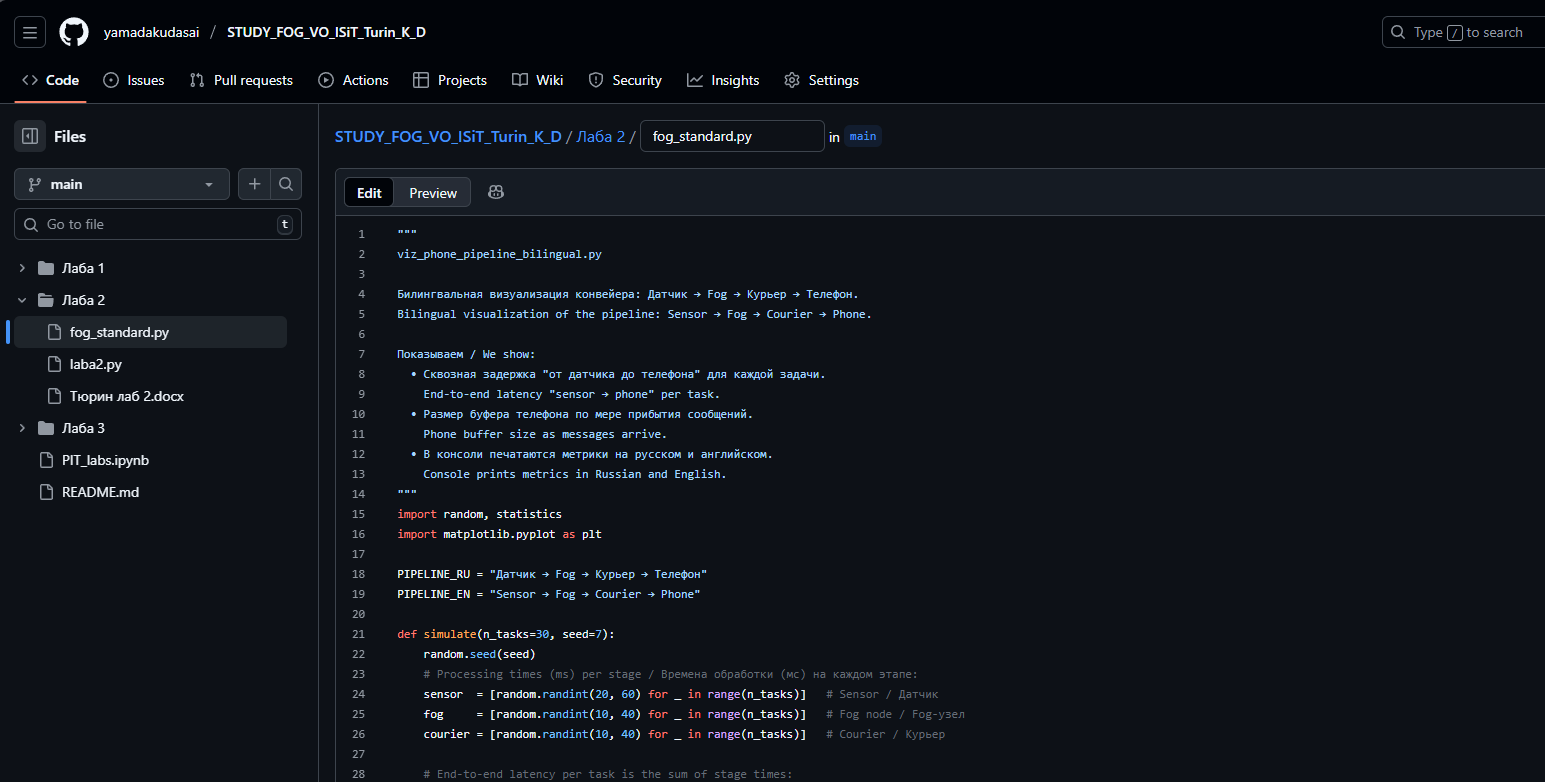 yamadakudasai / STUDY_FOG_VO_ISiT_Turin_K_D
Type / to search
Code Issues Pull requests Actions Projects Wiki Security Insights Settings
Files
main
Go to file t
Лаба 1
Лаба 2
fog_standard.py
laba2.py
Тюрин лаб 2.docx
Лаба 3
PIT_labs.ipynb
README.md
STUDY_FOG_VO_ISiT_Turin_K_D / Лаба 2 / fog_standard.py in main
Edit Preview
1 """
2 viz_phone_pipeline_bilingual.py
3
4 Билингвальная визуализация конвейера: Датчик → Fog → Курьер → Телефон.
5 Bilingual visualization of the pipeline: Sensor → Fog → Courier → Phone.
6
7 Показываем / We show:
8 • Сквозная задержка "от датчика до телефона" для каждой задачи.
9 End-to-end latency "sensor → phone" per task.
10 • Размер буфера телефона по мере прибытия сообщений.
11 Phone buffer size as messages arrive.
12 • В консоли печатаются метрики на русском и английском.
13 Console prints metrics in Russian and English.
14 """
15 import random, statistics
16 import matplotlib.pyplot as plt
17
18 PIPELINE_RU = "Датчик → Fog → Курьер → Телефон"
19 PIPELINE_EN = "Sensor → Fog → Courier → Phone"
20
21 def simulate(n_tasks=30, seed=7):
22 random.seed(seed)
23 # Processing times (ms) per stage / Времена обработки (мс) на каждом этапе:
24 sensor = [random.randint(20, 60) for _ in range(n_tasks)] # Sensor / Датчик
25 fog = [random.randint(10, 40) for _ in range(n_tasks)] # Fog node / Fog-узел
26 courier = [random.randint(10, 40) for _ in range(n_tasks)] # Courier / Курьер
27
28 # End-to-end latency per task is the sum of stage times: